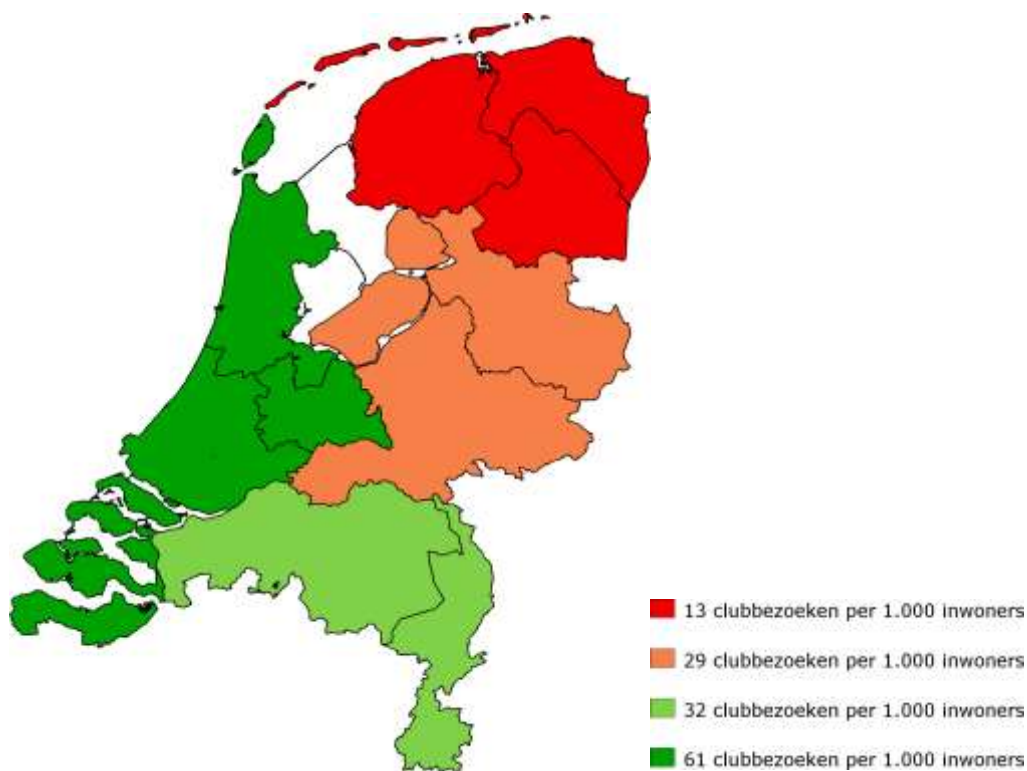 13 clubbezoeken per 1.000 inwoners
29 clubbezoeken per 1.000 inwoners
32 clubbezoeken per 1.000 inwoners
61 clubbezoeken per 1.000 inwoners